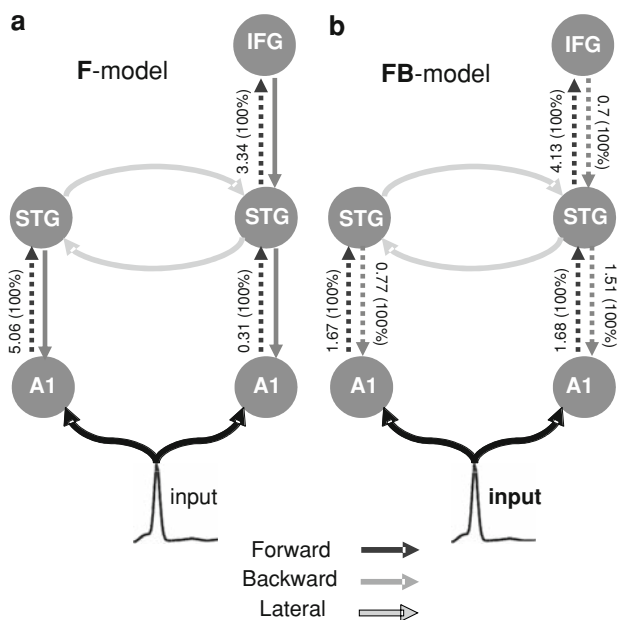 a
F-model
IFG
3.34 (100%)
STG
STG
5.06 (100%)
0.31 (100%)
A1
A1
input
b
FB-model
IFG
4.13 (100%)
0.7 (100%)
STG
STG
1.67 (100%)
0.77 (100%)
1.68 (100%)
1.51 (100%)
A1
A1
input
Forward
Backward
Lateral